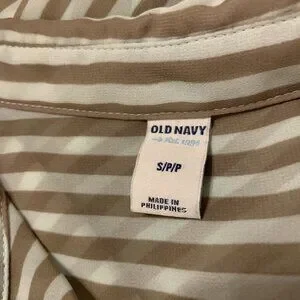 OLD NAVY
S/P/P
MADE IN
PHILIPPINES